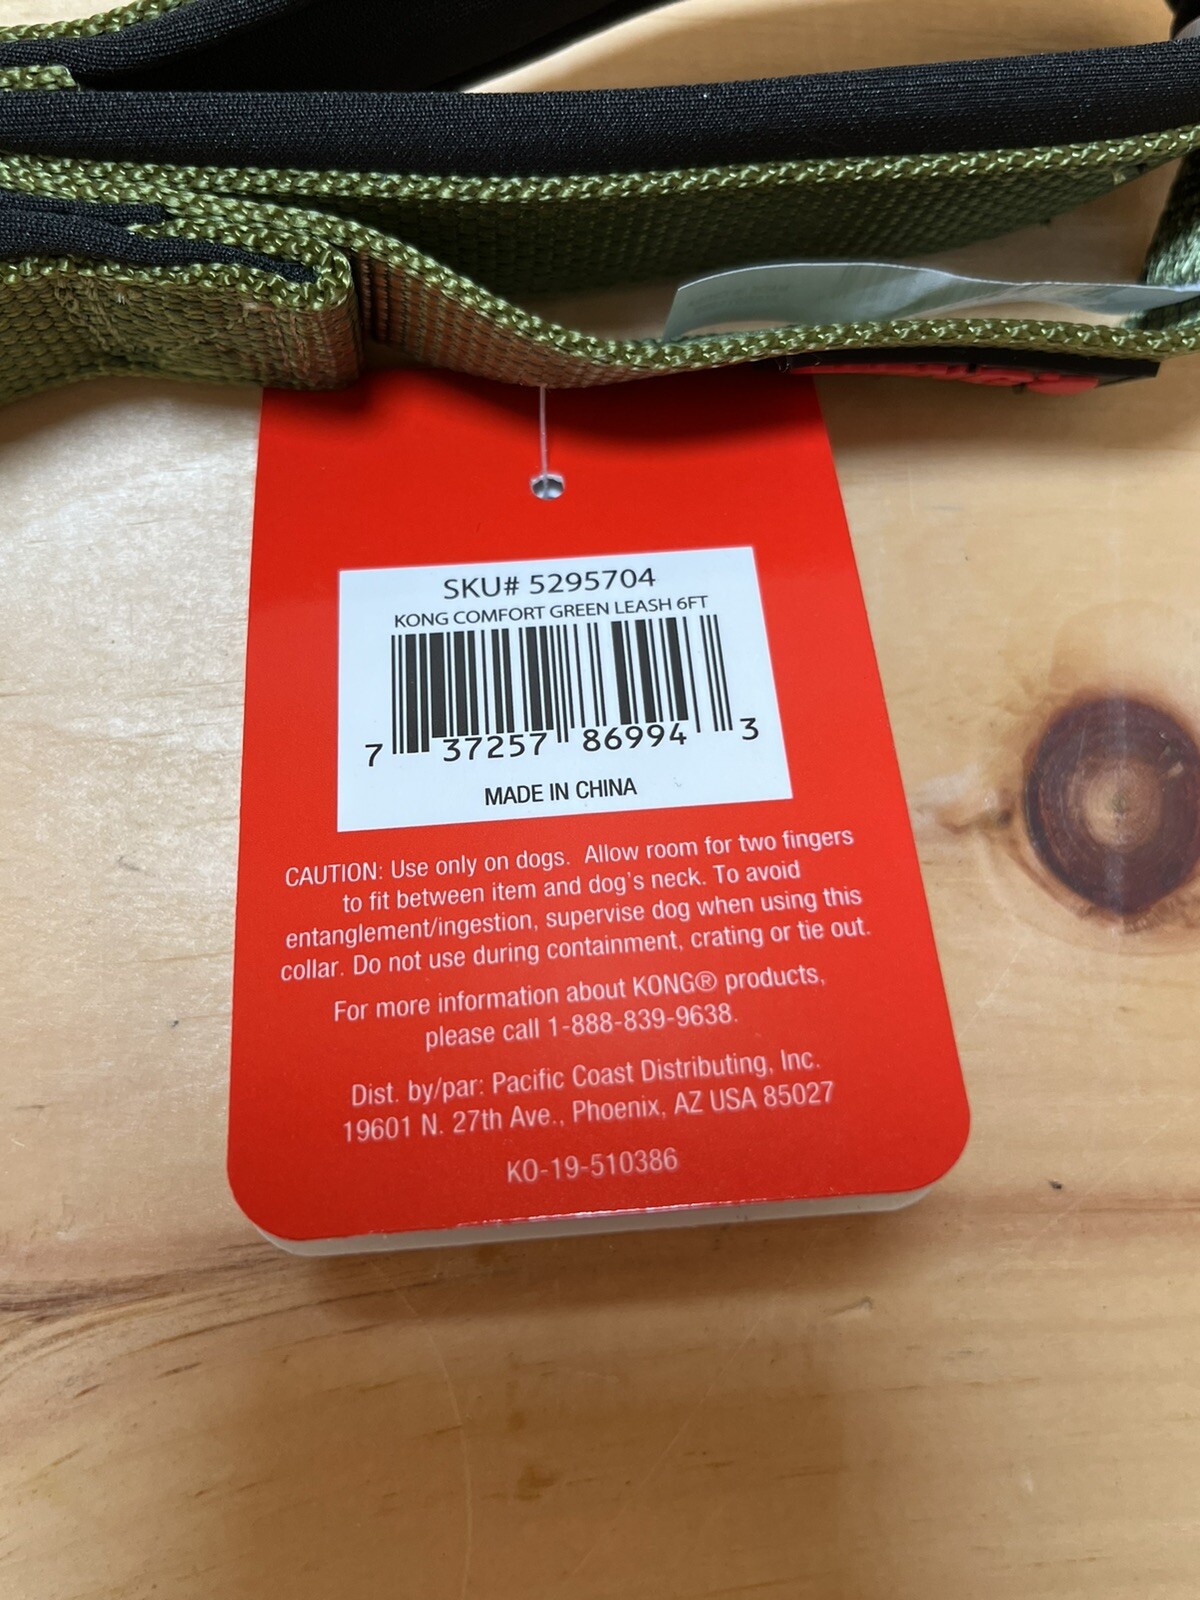 SKU# 5295704
KONG COMFORT GREEN LEASH 6FT
7 37257 86994 3
MADE IN CHINA
CAUTION: Use only on dogs. Allow room for two fingers
to fit between item and dog's neck. To avoid
entanglement/ingestion, supervise dog when using this
collar. Do not use during containment, crating or tie out.
For more information about KONG® products,
please call 1-888-839-9638.
Dist. by/par: Pacific Coast Distributing, Inc.
19601 N. 27th Ave., Phoenix, AZ USA 85027
KO-19-510386